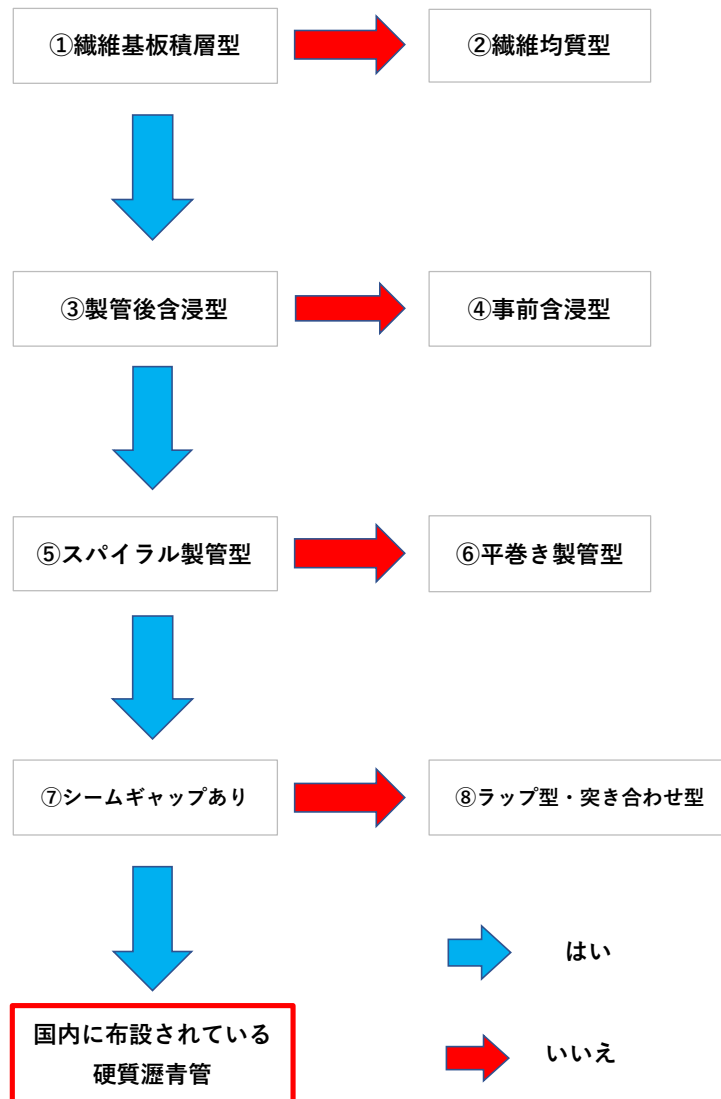 ①繊維基板積層型
②繊維均質型
③製管後含浸型
④事前含浸型
⑤スパイラル製管型
⑥平巻き製管型
⑦シームギャップあり
⑧ラップ型・突き合わせ型
はい
国内に布設されている
硬質瀝青管
いいえ